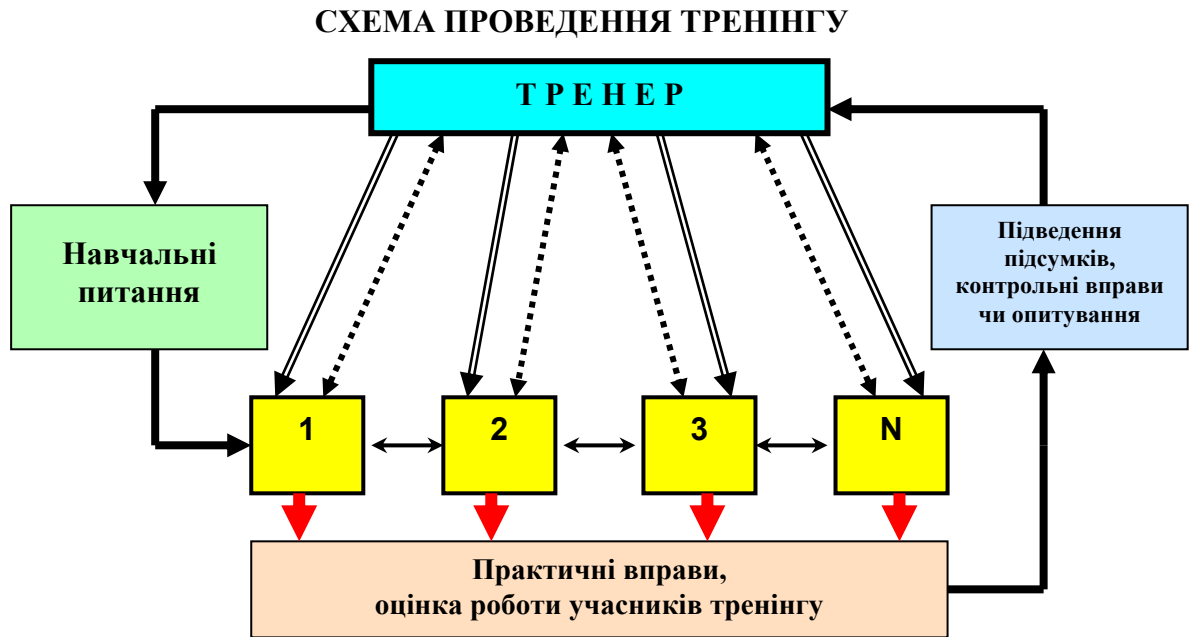 СХЕМА ПРОВЕДЕННЯ ТРЕНІНГУ
Т Р Е Н Е Р
Навчальні
питання
Підведення
підсумків,
контрольні вправи
чи опитування
1
2
3
N
Практичні вправи,
оцінка роботи учасників тренінгу